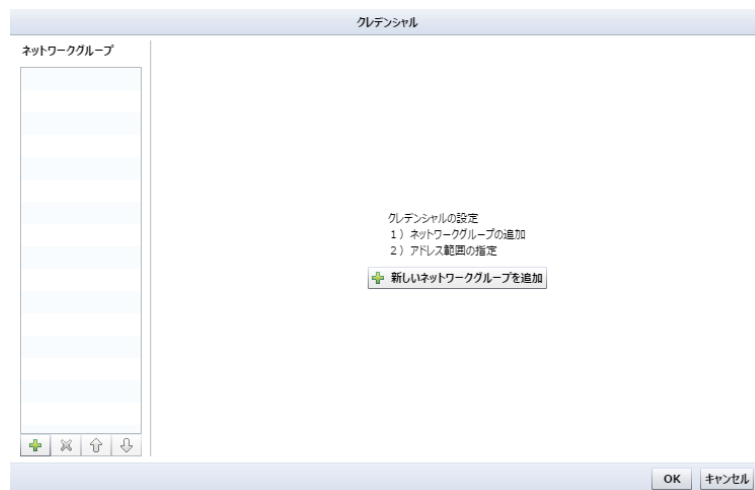 クレデンシャル
ネットワークグループ
クレデンシャルの設定
1）ネットワークグループの追加
2）アドレス範囲の指定
新しいネットワークグループを追加
OK キャンセル